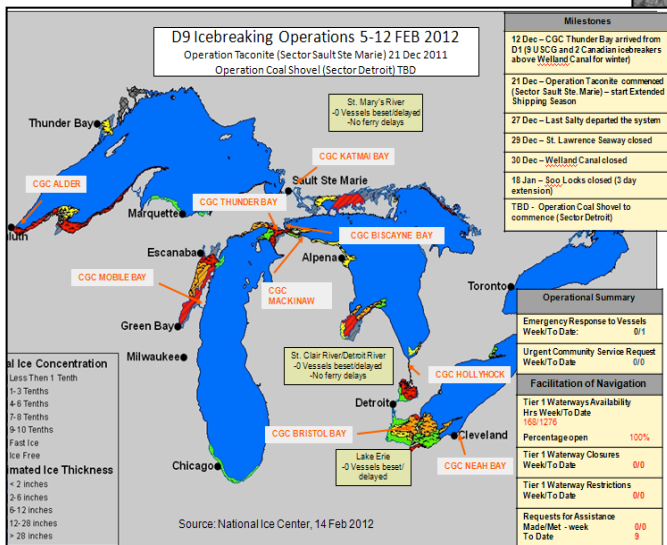 D9 Icebreaking Operations 5-12 FEB 2012
Operation Taconite (Sector Sault Ste Marie) 21 Dec 2011
Operation Coal Shovel (Sector Detroit) TBD
Milestones
12 Dec – CGC Thunder Bay arrived from
D1 (9 USCG and 2 Canadian icebreakers
above Welland Canal for winter)
21 Dec – Operation Taconite commenced
(Sector Sault Ste. Marie) – start Extended
Shipping Season
27 Dec – Last Salty departed the system
29 Dec – St. Lawrence Seaway closed
30 Dec – Welland Canal closed
18 Jan – Soo Locks closed (3 day
extension)
TBD - Operation Coal Shovel to
commence (Sector Detroit)
St. Mary's River
-0 Vessels beset/delayed
-No ferry delays
Thunder Bay
CGC KATMAI BAY
Sault Ste Marie
CGC ALDER
CGC THUNDER BAY
Marquette
uluth
CGC BISCAYNE BAY
Escanaba
Alpena
CGC MOBILE BAY
CGC
MACKINAW
Toronto
Green Bay
Milwaukee
St. Clair River/Detroit River
-0 Vessels beset/delayed
-No ferry delays
CGC HOLLYHOCK
Detroit
CGC BRISTOL BAY
Cleveland
CGC NEAH BAY
Chicago
Lake Erie
-0 Vessels beset/
delayed
Operational Summary
Emergency Response to Vessels
Week/To Date: 0/1
Urgent Community Service Request
Week/To Date 0/0
Facilitation of Navigation
Tier 1 Waterways Availability
Hrs Week/To Date
168/1276
Percentage open 100%
Tier 1 Waterway Closures
Week/To Date 0/0
Tier 1 Waterway Restrictions
Week/To Date 0/0
Requests for Assistance
Made/Met - week 0/0
To Date 9
al Ice Concentration
Less Then 1 Tenth
1-3 Tenths
4-6 Tenths
7-8 Tenths
9-10 Tenths
Fast Ice
Ice Free
imated Ice Thickness
< 2 inches
2-6 inches
6-12 inches
12-28 inches
> 28 inches
Source: National Ice Center, 14 Feb 2012